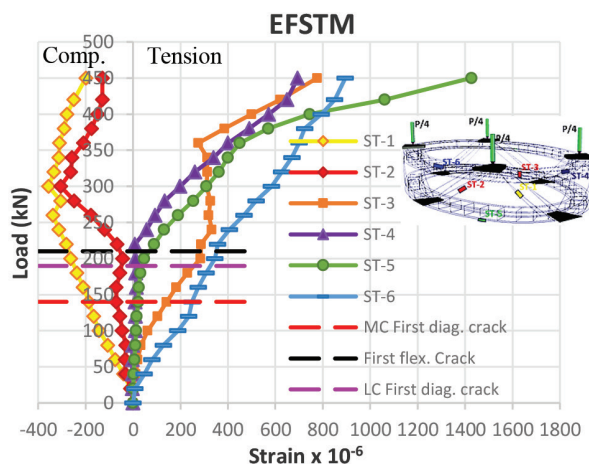 EFSTM
Comp. Tension
Load (kN)
500
450
400
350
300
250
200
150
100
50
0
-400 -200 0 200 400 600 800 1000 1200 1400 1600 1800
Strain x 10-6
ST-1
ST-2
ST-3
ST-4
ST-5
ST-6
MC First diag. crack
First flex. Crack
LC First diag. crack
P/4
P/4
P/4
P/4
ST-6
ST-3
ST-4
ST-2
ST-1
ST-5